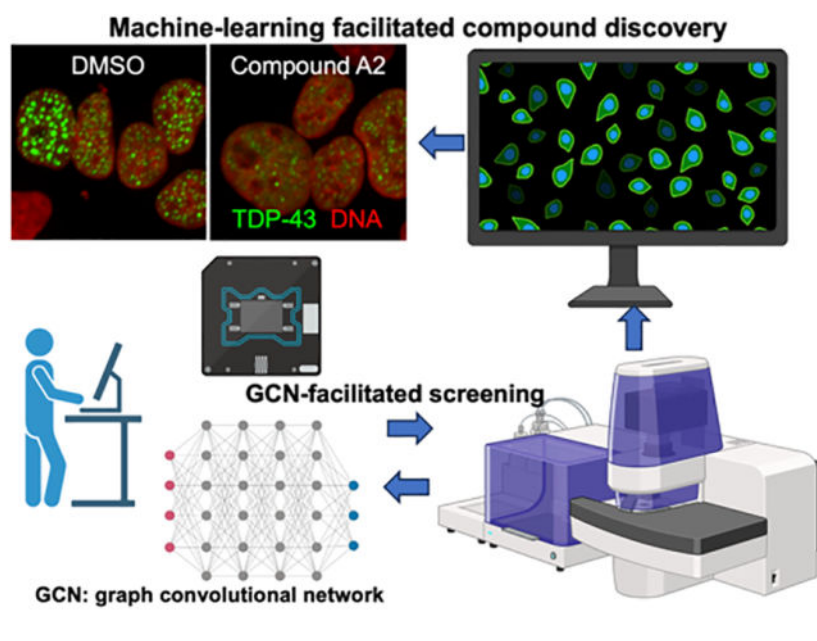 Machine-learning facilitated compound discovery
DMSO
Compound A2
TDP-43 DNA
GCN-facilitated screening
GCN: graph convolutional network